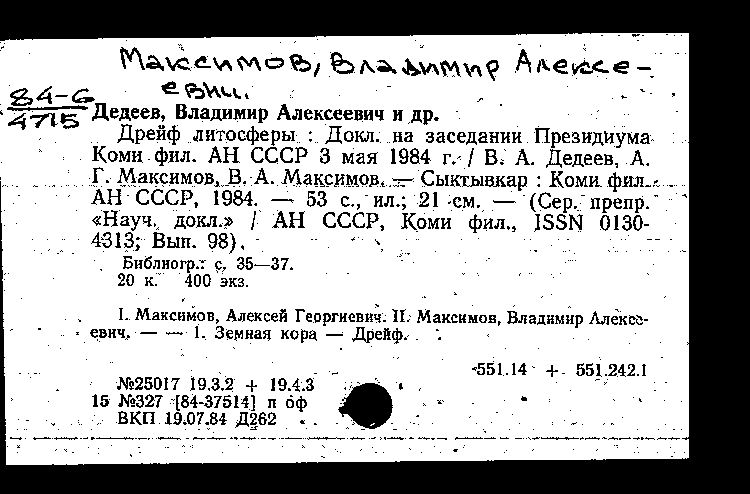 Максимов, Владимир Алексе-
евич.
84-6
4715
Дедеев, Владимир Алексеевич и др.
Дрейф литосферы : Докл. на заседании Президиума
Коми фил. АН СССР 3 мая 1984 г. / В. А. Дедеев, А.
Г. Максимов, В. А. Максимов. — Сыктывкар : Коми фил.
АН СССР, 1984. — 53 с., ил.; 21 см. — (Сер. препр.
«Науч. докл.» / АН СССР, Коми фил., ISSN 0130-
4313; Вып. 98).
Библиогр.: с. 35—37.
20 к. 400 экз.
I. Максимов, Алексей Георгиевич. II. Максимов, Владимир Алексе-
евич. — — 1. Земная кора — Дрейф.
551.14 + 551.242.1
№25017 19.3.2 + 19.4.3
15 №327 [84-37514] п оф
ВКП 19.07.84 Д262